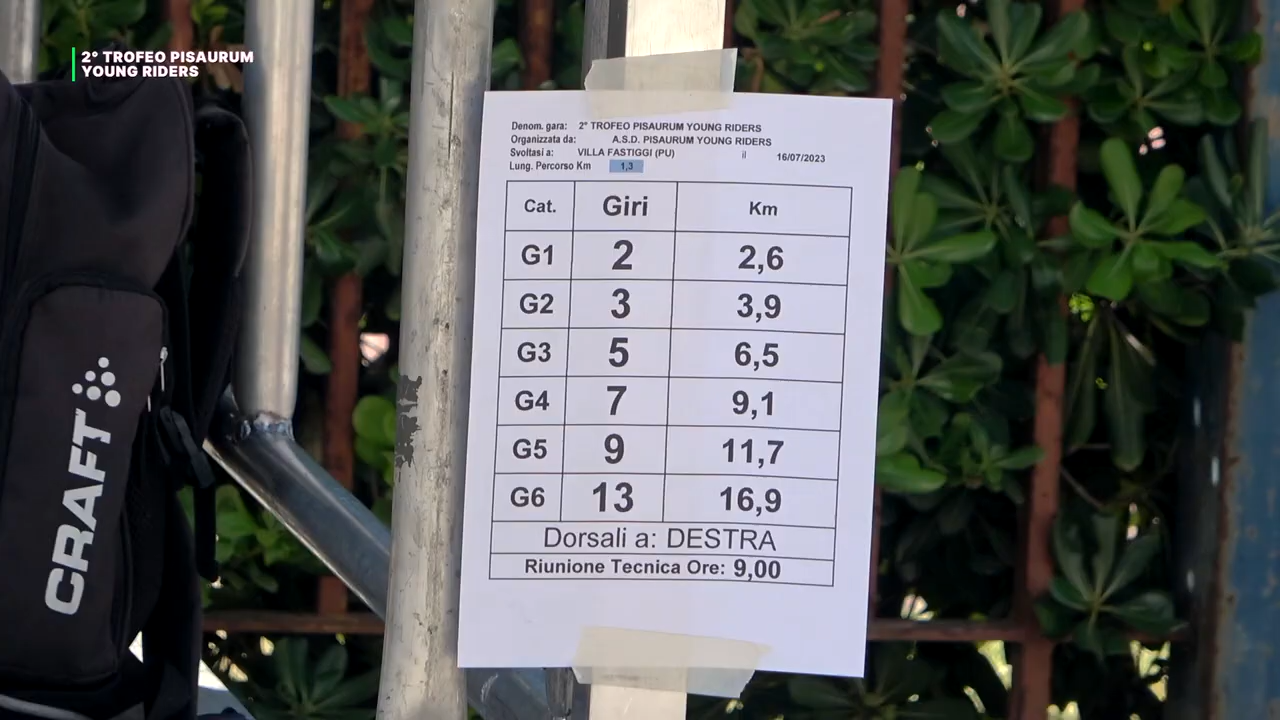 2° TROFEO PISAURUM
YOUNG RIDERS
CRAFT
Denom. gara: 2° TROFEO PISAURUM YOUNG RIDERS
Organizzata da: A.S.D. PISAURUM YOUNG RIDERS
Svoltasi a: VILLA FASTIGGI (PU) il 16/07/2023
Lung. Percorso Km 1,3
Cat. Giri Km
G1 2 2,6
G2 3 3,9
G3 5 6,5
G4 7 9,1
G5 9 11,7
G6 13 16,9
Dorsali a: DESTRA
Riunione Tecnica Ore: 9,00